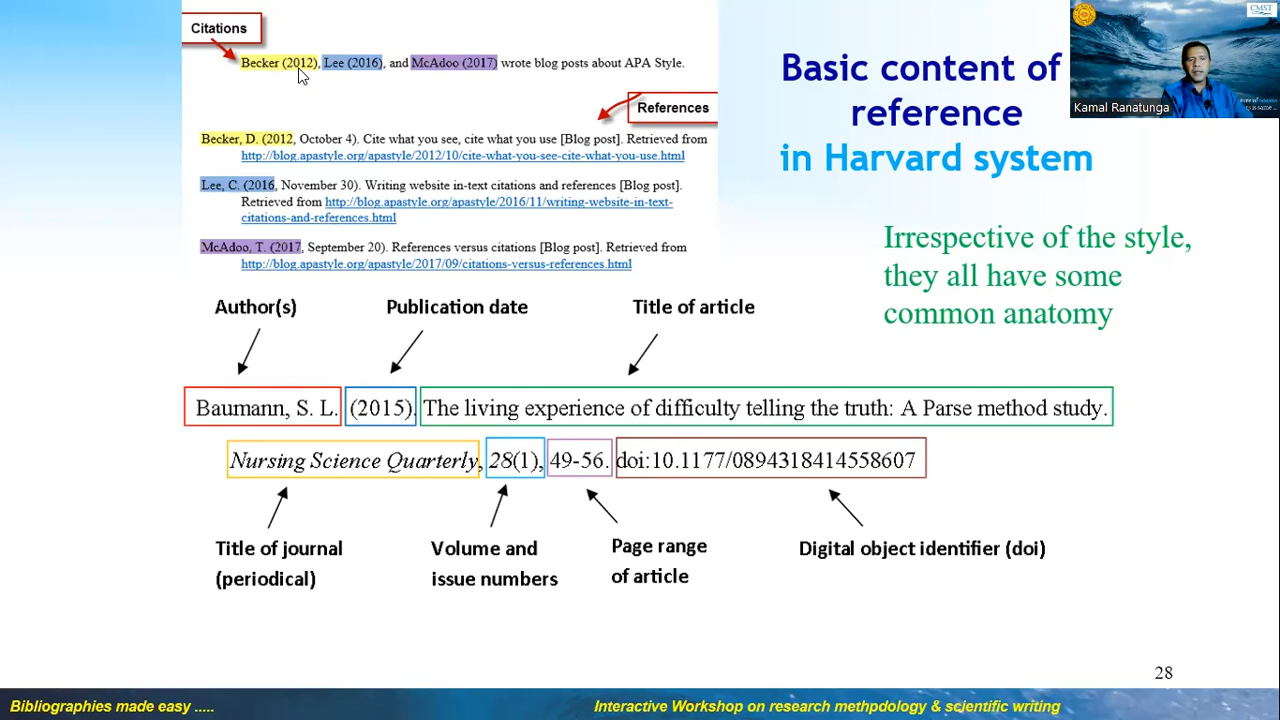 Citations
Becker (2012), Lee (2016), and McAdoo (2017) wrote blog posts about APA Style.
References
Becker, D. (2012, October 4). Cite what you see, cite what you use [Blog post]. Retrieved from
http://blog.apastyle.org/apastyle/2012/10/cite-what-you-see-cite-what-you-use.html
Lee, C. (2016, November 30). Writing website in-text citations and references [Blog post].
Retrieved from http://blog.apastyle.org/apastyle/2016/11/writing-website-in-text-
citations-and-references.html
McAdoo, T. (2017, September 20). References versus citations [Blog post]. Retrieved from
http://blog.apastyle.org/apastyle/2017/09/citations-versus-references.html
Basic content of
reference
in Harvard system
CMST
Kamal Ranatunga
Irrespective of the style,
they all have some
common anatomy
Author(s)
Publication date
Title of article
Baumann, S. L. (2015). The living experience of difficulty telling the truth: A Parse method study.
Nursing Science Quarterly, 28(1), 49-56. doi:10.1177/0894318414558607
Title of journal
(periodical)
Volume and
issue numbers
Page range
of article
Digital object identifier (doi)
28
Bibliographies made easy .....
Interactive Workshop on research methpdology & scientific writing